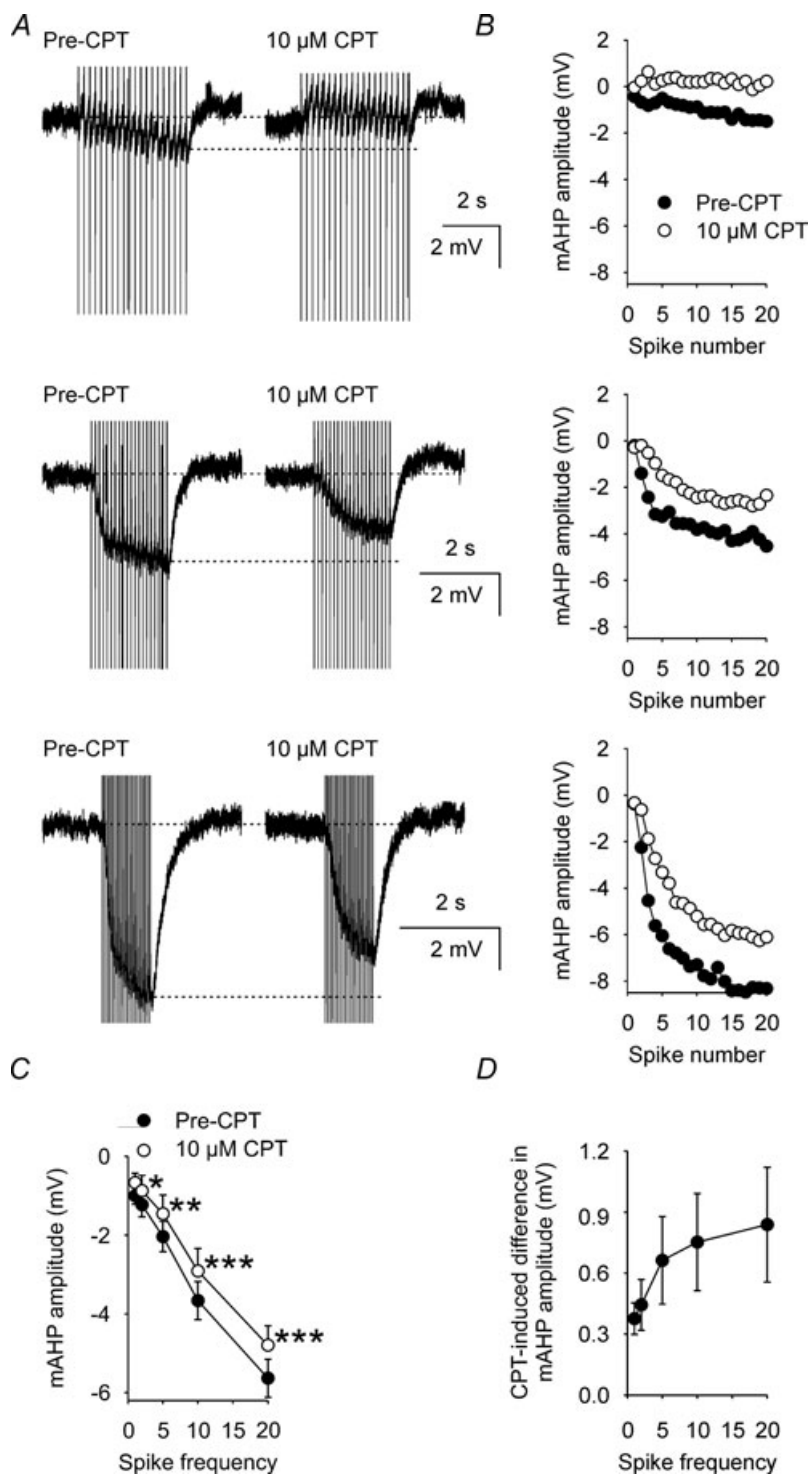 A
Pre-CPT
10 µM CPT
2 s
2 mV
B
2
0
-2
-4
-6
-8
mAHP amplitude (mV)
Pre-CPT
10 µM CPT
0 5 10 15 20
Spike number
Pre-CPT
10 µM CPT
2 s
2 mV
2
0
-2
-4
-6
-8
mAHP amplitude (mV)
0 5 10 15 20
Spike number
Pre-CPT
10 µM CPT
2 s
2 mV
2
0
-2
-4
-6
-8
mAHP amplitude (mV)
0 5 10 15 20
Spike number
C
Pre-CPT
10 µM CPT
0
-2
-4
-6
mAHP amplitude (mV)
*
**
***
***
0 5 10 15 20
Spike frequency
D
1.2
0.9
0.6
0.3
0.0
CPT-induced difference in
mAHP amplitude (mV)
0 5 10 15 20
Spike frequency